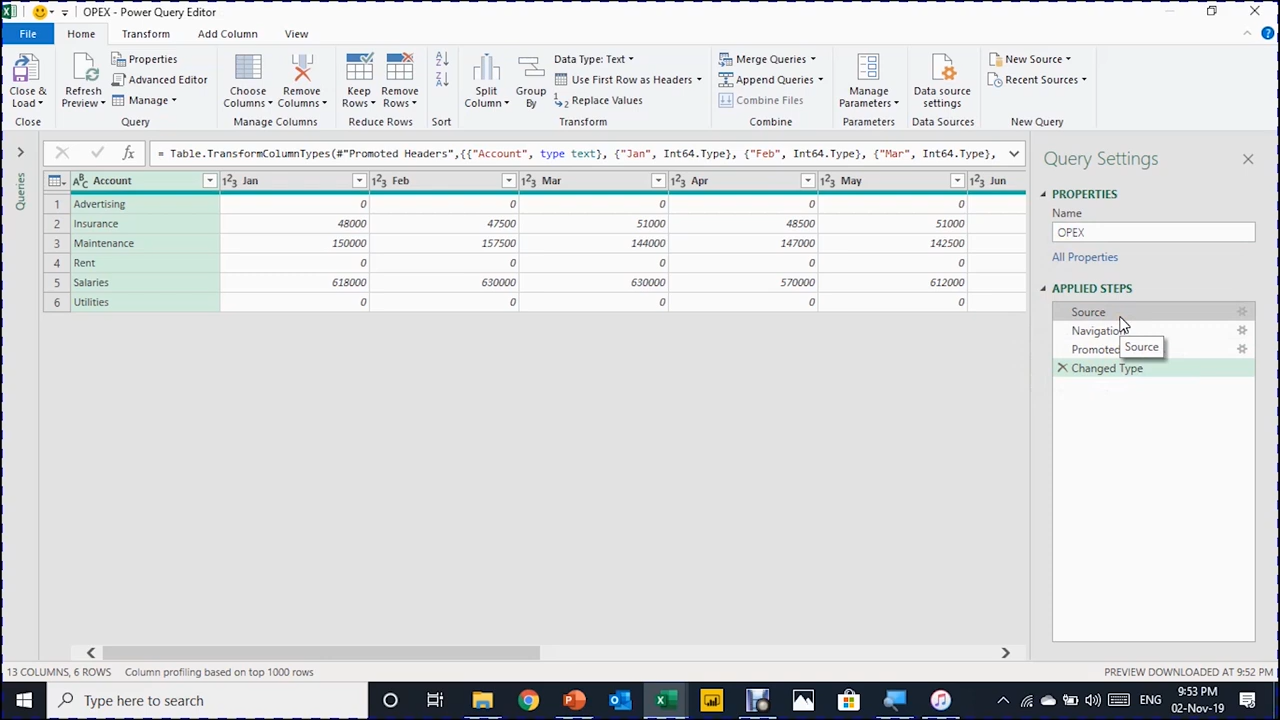 OPEX - Power Query Editor
File Home Transform Add Column View
Close & Load
Refresh Preview
Properties
Advanced Editor
Manage
Choose Columns
Remove Columns
Keep Rows
Remove Rows
Split Column
Group By
Data Type: Text
Use First Row as Headers
Replace Values
Merge Queries
Append Queries
Combine Files
Manage Parameters
Data source settings
New Source
Recent Sources
Close Query Manage Columns Reduce Rows Sort Transform Combine Parameters Data Sources New Query
Queries
fx = Table.TransformColumnTypes(#"Promoted Headers",{{"Account", type text}, {"Jan", Int64.Type}, {"Feb", Int64.Type}, {"Mar", Int64.Type},
ABC Account 123 Jan 123 Feb 123 Mar 123 Apr 123 May 123 Jun
1 Advertising 0 0 0 0 0
2 Insurance 48000 47500 51000 48500 51000
3 Maintenance 150000 157500 144000 147000 142500
4 Rent 0 0 0 0 0
5 Salaries 618000 630000 630000 570000 612000
6 Utilities 0 0 0 0 0
Query Settings
PROPERTIES
Name
OPEX
All Properties
APPLIED STEPS
Source
Navigation
Source
Promoted
Changed Type
13 COLUMNS, 6 ROWS Column profiling based on top 1000 rows
PREVIEW DOWNLOADED AT 9:52 PM
Type here to search
ENG
9:53 PM
02-Nov-19